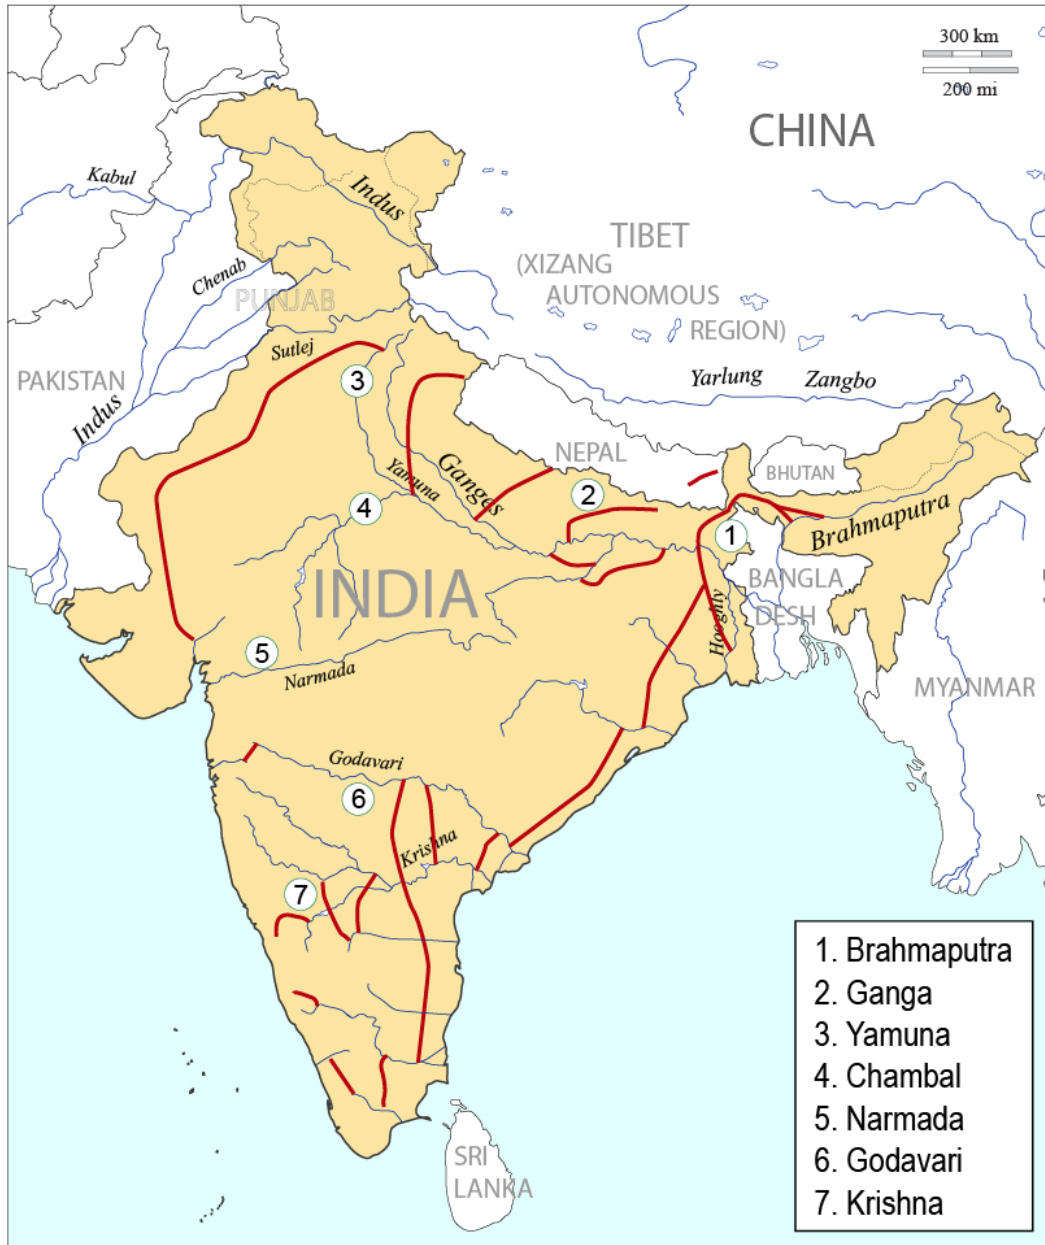 300 km
200 mi
CHINA
Kabul
Indus
TIBET
(XIZANG
AUTONOMOUS
REGION)
Chenab
PUNJAB
Sutlej
PAKISTAN
Indus
3
Yarlung Zangbo
NEPAL
BHUTAN
Yamuna
Ganges
2
4
1
Brahmaputra
INDIA
BANGLA
DESH
Hooghly
5
Narmada
MYANMAR
Godavari
6
Krishna
7
1. Brahmaputra
2. Ganga
3. Yamuna
4. Chambal
5. Narmada
6. Godavari
7. Krishna
SRI
LANKA